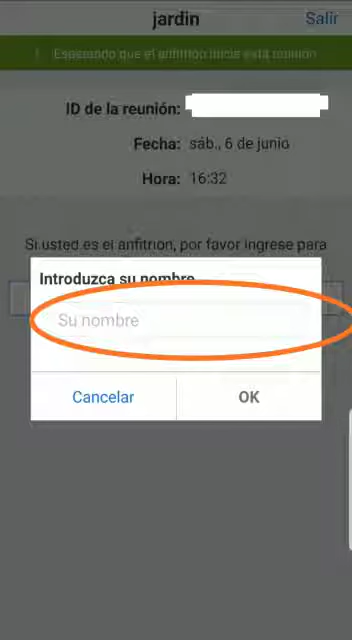 jardin
Salir
Esperando que el anfitrión inicie esta reunión
ID de la reunión:
Fecha: sáb., 6 de junio
Hora: 16:32
Si usted es el anfitrion, por favor ingrese para
Introduzca su nombre
Su nombre
Cancelar
OK